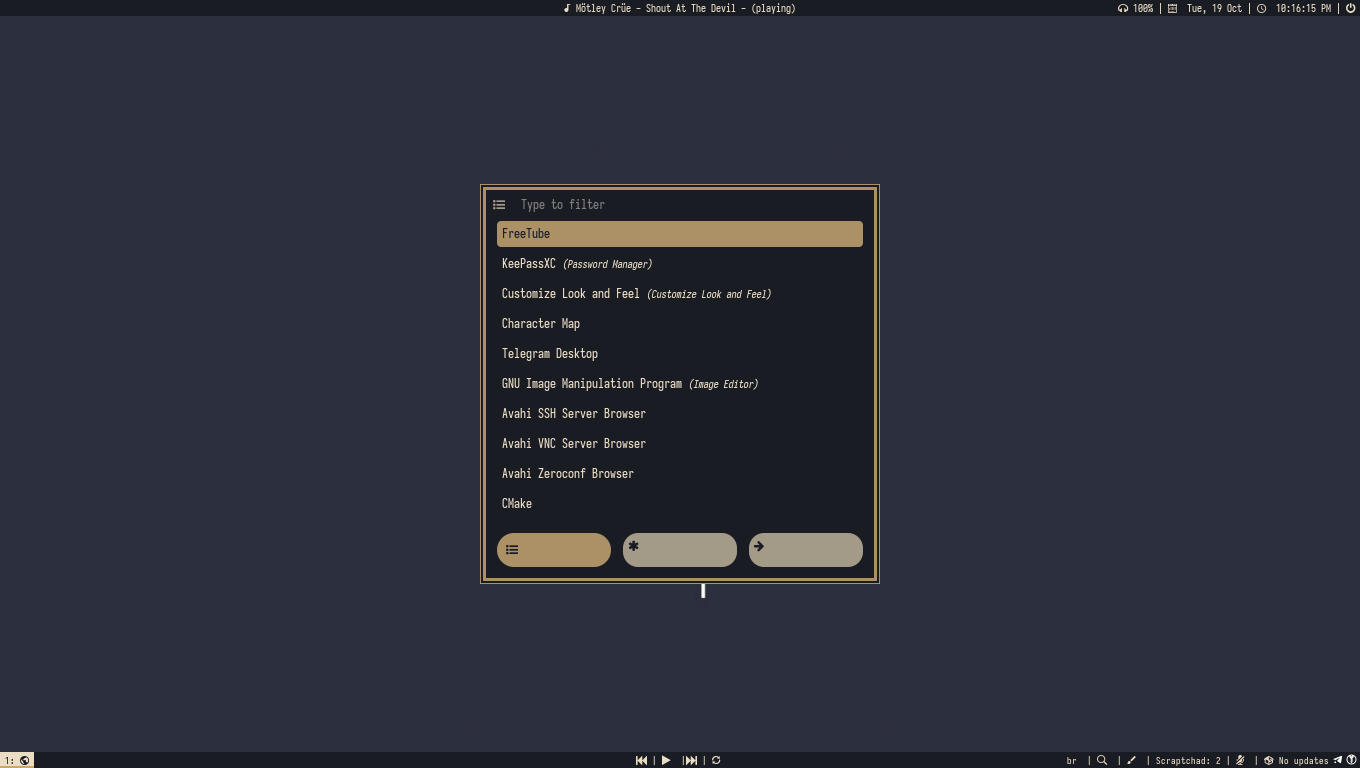 Mötley Crüe - Shout At The Devil - (playing)
100% | Tue, 19 Oct | 10:16:15 PM |
Type to filter
FreeTube
KeePassXC (Password Manager)
Customize Look and Feel (Customize Look and Feel)
Character Map
Telegram Desktop
GNU Image Manipulation Program (Image Editor)
Avahi SSH Server Browser
Avahi VNC Server Browser
Avahi Zeroconf Browser
CMake
1:
br | | | Scraptchad: 2 | | No updates